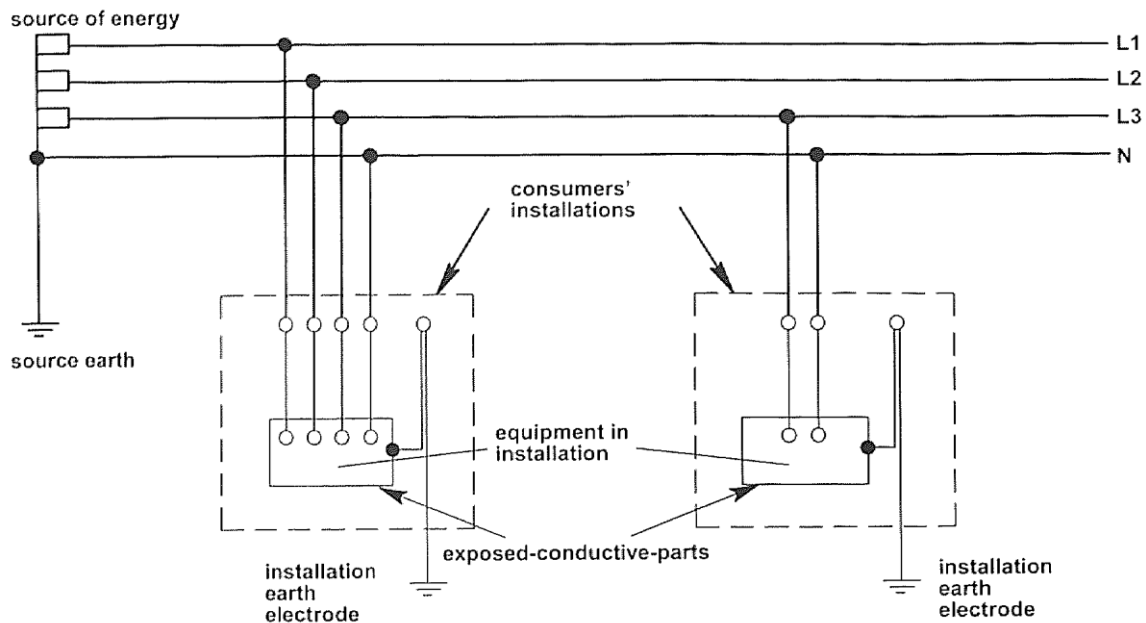 source of energy
L1
L2
L3
N
consumers'
installations
source earth
equipment in
installation
exposed-conductive-parts
installation
earth
electrode
installation
earth
electrode